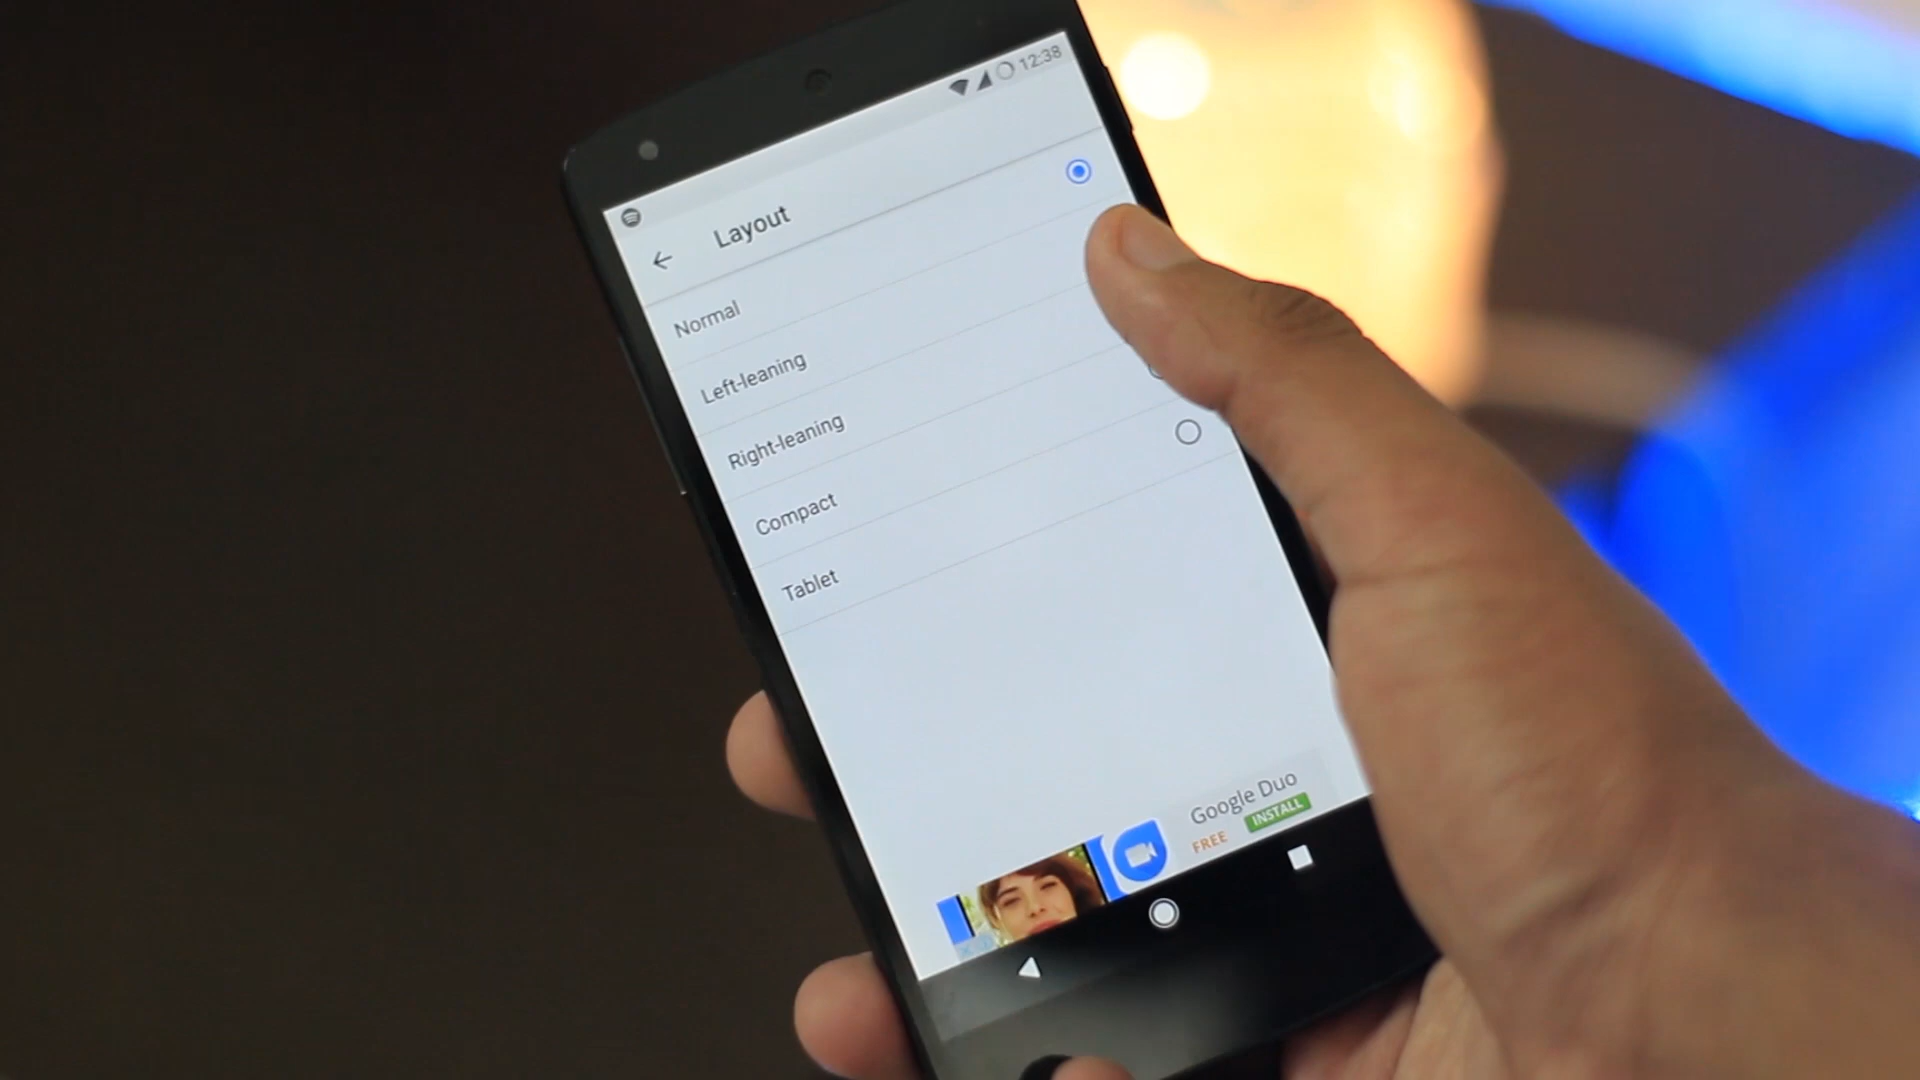 12:38
Layout
Normal
Left-leaning
Right-leaning
Compact
Tablet
Google Duo
FREE
INSTALL